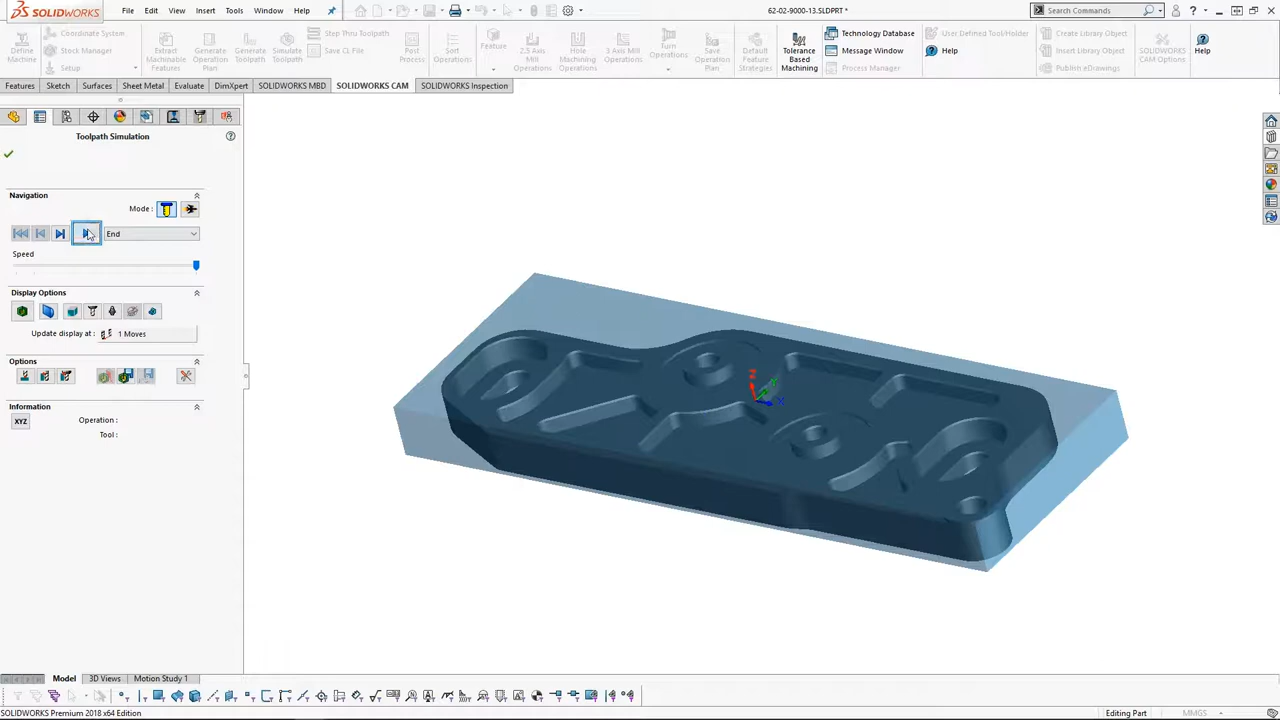 SOLIDWORKS
File Edit View Insert Tools Window Help
62-02-9000-13.SLDPRT *
Search Commands
Define Machine
Coordinate System
Stock Manager
Setup
Extract Machinable Features
Generate Operation Plan
Generate Toolpath
Simulate Toolpath
Step Thru Toolpath
Save CL File
Post Process
Sort Operations
Feature
2.5 Axis Mill Operations
Hole Machining Operations
3 Axis Mill Operations
Turn Operations
Save Operation Plan
Default Feature Strategies
Tolerance Based Machining
Technology Database
Message Window
Process Manager
User Defined Tool/Holder
Help
Create Library Object
Insert Library Object
Publish eDrawings
SOLIDWORKS CAM Options
Help
Features Sketch Surfaces Sheet Metal Evaluate DimXpert SOLIDWORKS MBD SOLIDWORKS CAM SOLIDWORKS Inspection
Toolpath Simulation
Navigation
Mode :
End
Speed
Display Options
Update display at : 1 Moves
Options
Information
XYZ
Operation :
Tool :
Z
Y
X
Model 3D Views Motion Study 1
SOLIDWORKS Premium 2018 x64 Edition
Editing Part
MMGS